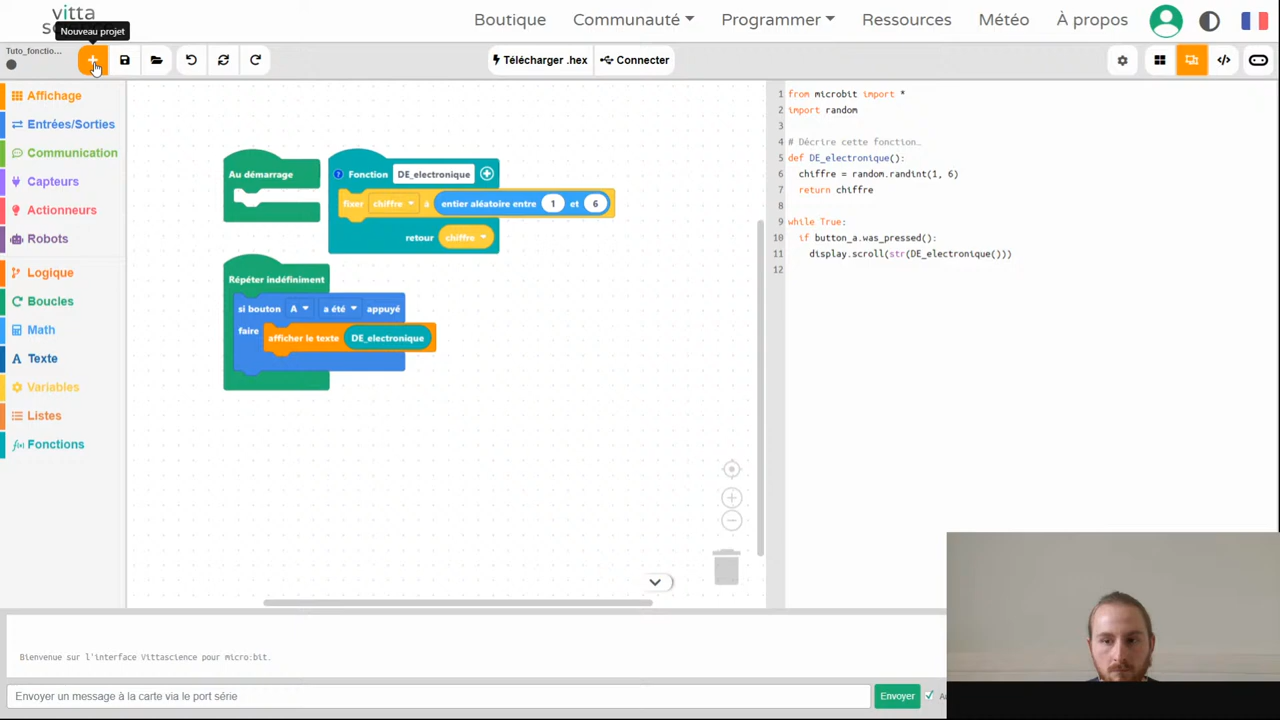 vitta
sc
Boutique
Communauté
Programmer
Ressources
Météo
À propos
Nouveau projet
Tuto_fonctio...
Télécharger .hex
Connecter
Affichage
Entrées/Sorties
Communication
Capteurs
Actionneurs
Robots
Logique
Boucles
Math
Texte
Variables
Listes
Fonctions
Au démarrage
Fonction DE_electronique
fixer chiffre à entier aléatoire entre 1 et 6
retour chiffre
Répéter indéfiniment
si bouton A a été appuyé
faire afficher le texte DE_electronique
1 from microbit import *
2 import random
3
4 # Décrire cette fonction…
5 def DE_electronique():
6 chiffre = random.randint(1, 6)
7 return chiffre
8
9 while True:
10 if button_a.was_pressed():
11 display.scroll(str(DE_electronique()))
12
Bienvenue sur l'interface Vittascience pour micro:bit.
Envoyer un message à la carte via le port série
Envoyer